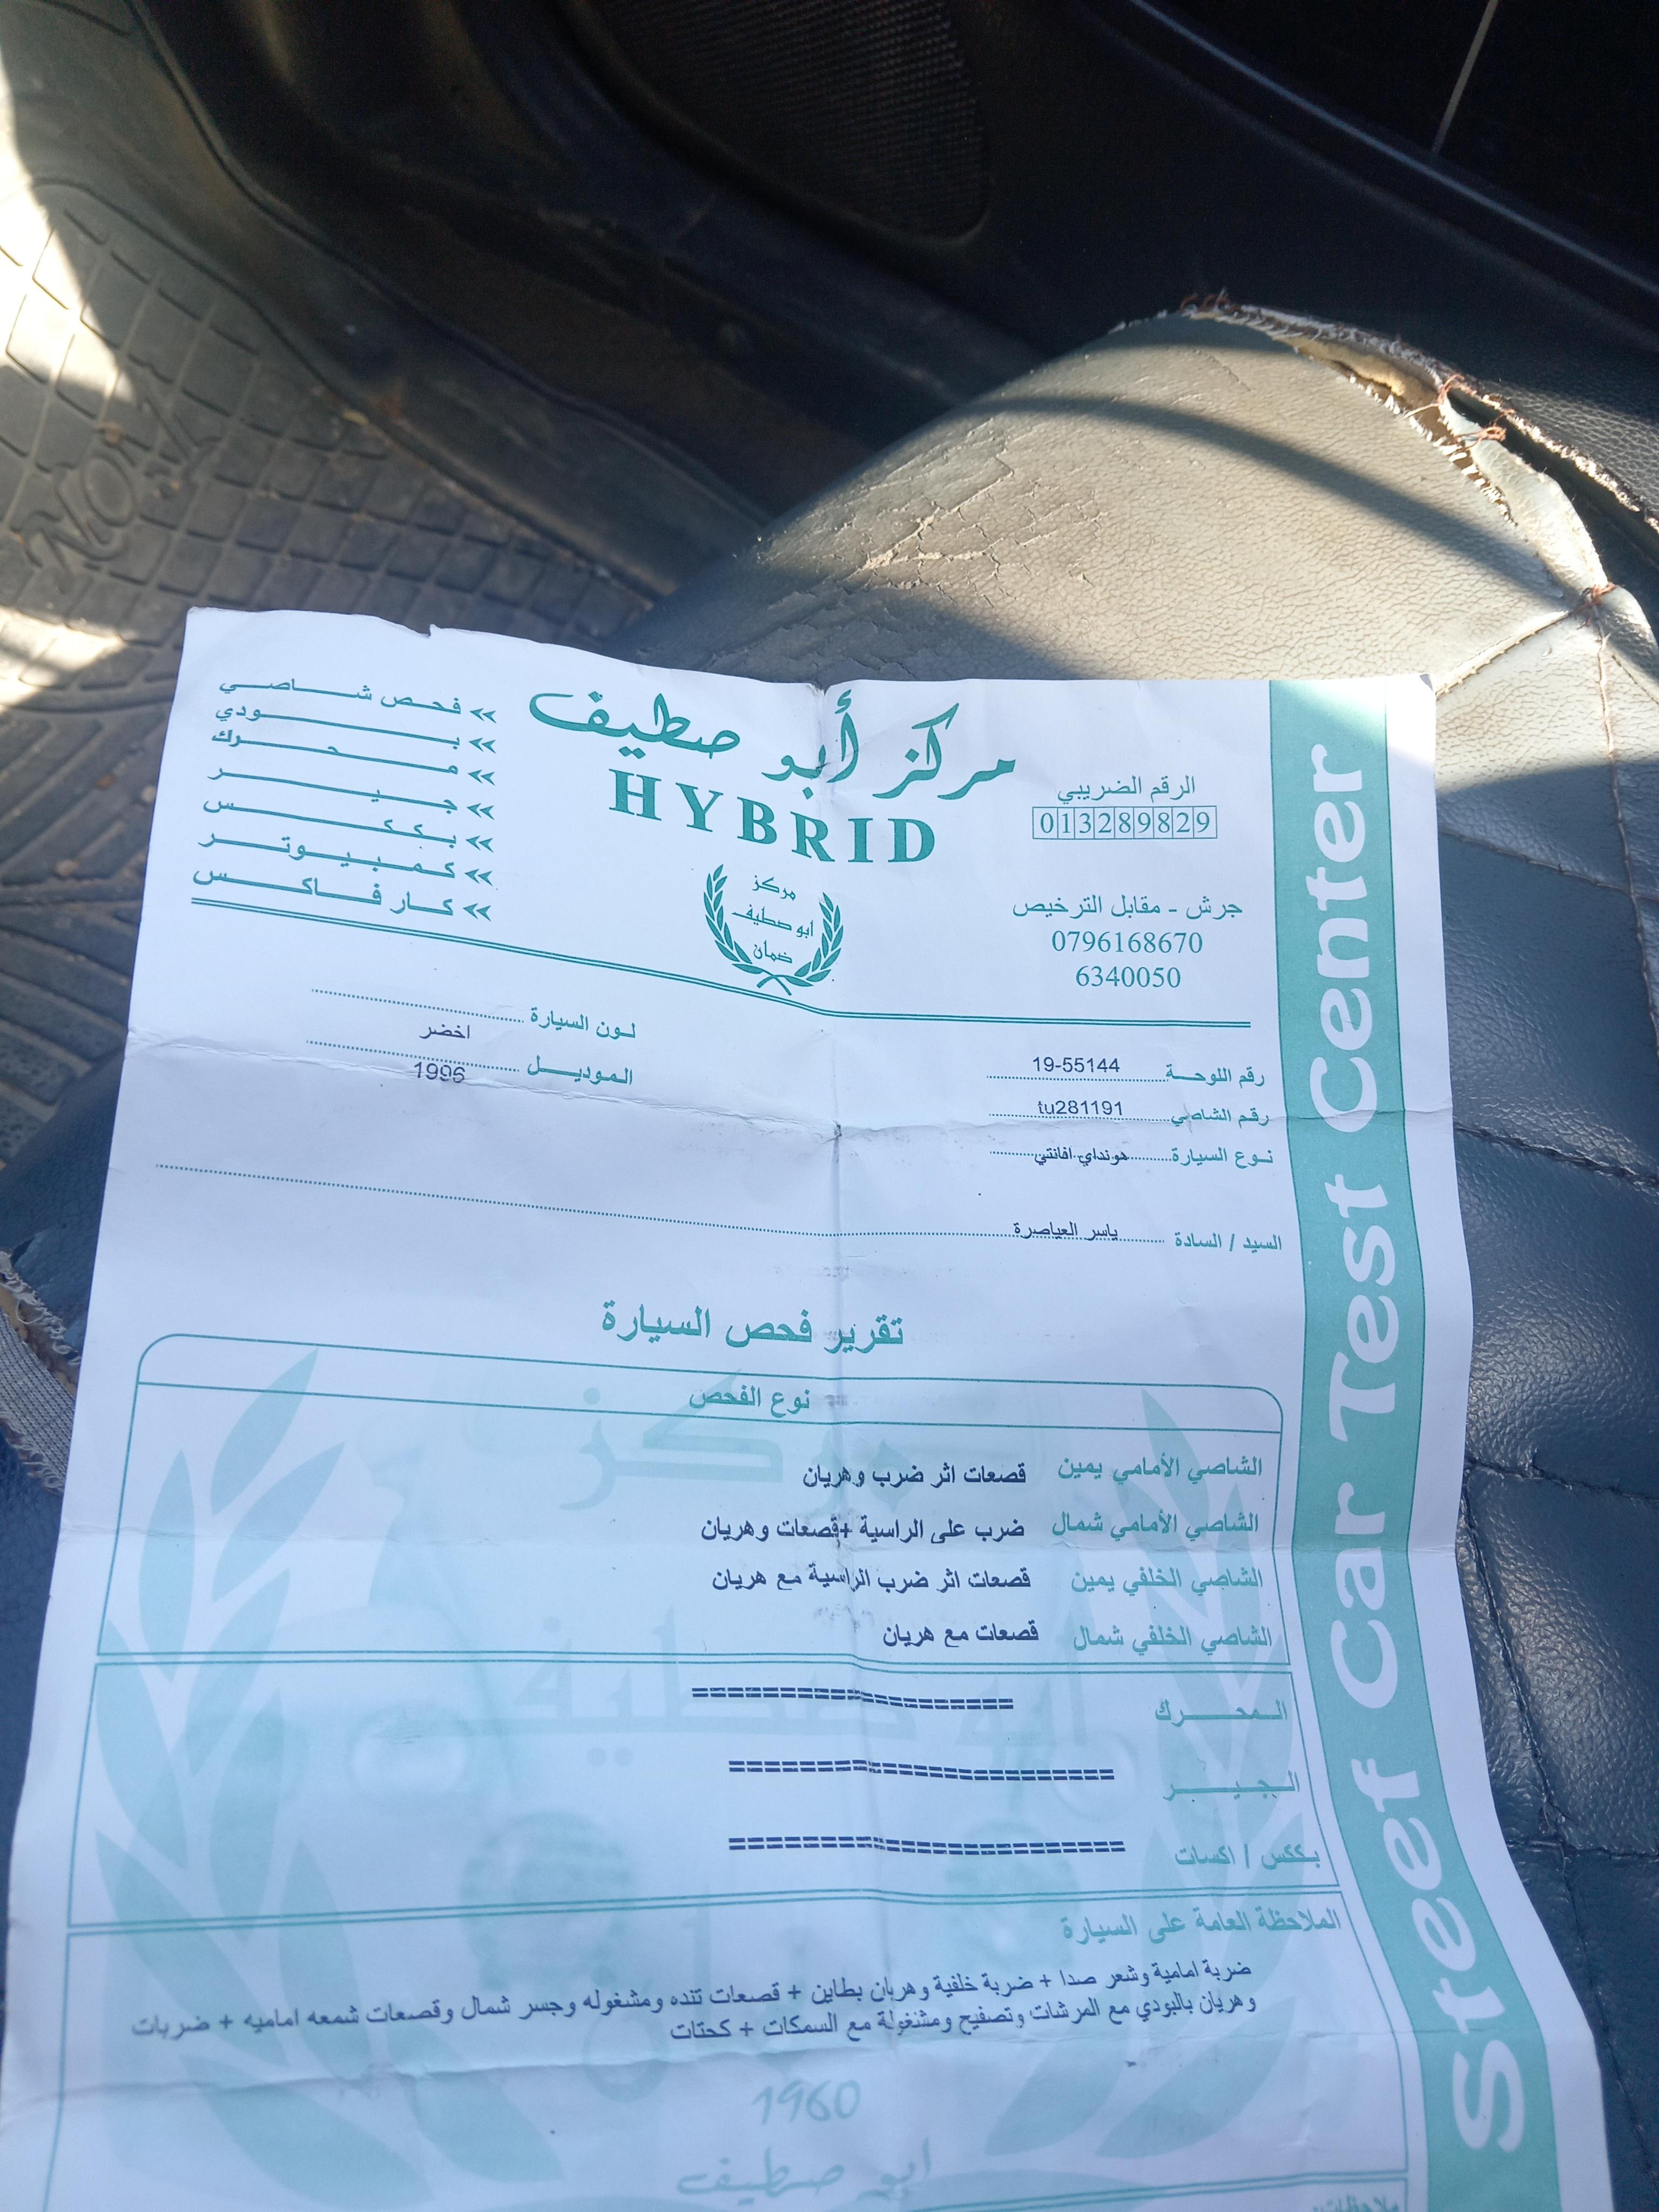 مركز أبو صطيف
HYBRID
مركز
ابو صطيف
ضمان
الرقم الضريبي
013289829
جرش - مقابل الترخيص
0796168670
6340050
فحص شاصي
بودي
محرك
جير
بككس
كمبيوتر
كار فاكس
Steef Car Test Center
رقم اللوحة 19-55144
لون السيارة اخضر
رقم الشاصي tu281191
الموديل 1996
نوع السيارة هونداي افانتي
السيد / السادة ياسر العياصرة
تقرير فحص السيارة
نوع الفحص
الشاصي الأمامي يمين قصعات اثر ضرب وهريان
الشاصي الأمامي شمال ضرب على الراسية +قصعات وهريان
الشاصي الخلفي يمين قصعات اثر ضرب الراسية مع هريان
الشاصي الخلفي شمال قصعات مع هريان
المحرك ====================
الجير ========================
بككس / اكسات ========================
الملاحظة العامة على السيارة
ضربة امامية وشعر صدا + ضربة خلفية وهريان بطاين + قصعات تنده ومشغوله وجسر شمال وقصعات شمعه اماميه + ضربات
وهريان بالبودي مع المرشات وتصفيح ومشغولة مع السمكات + كحتات
1960
ابو صطيف
ملاحظات: